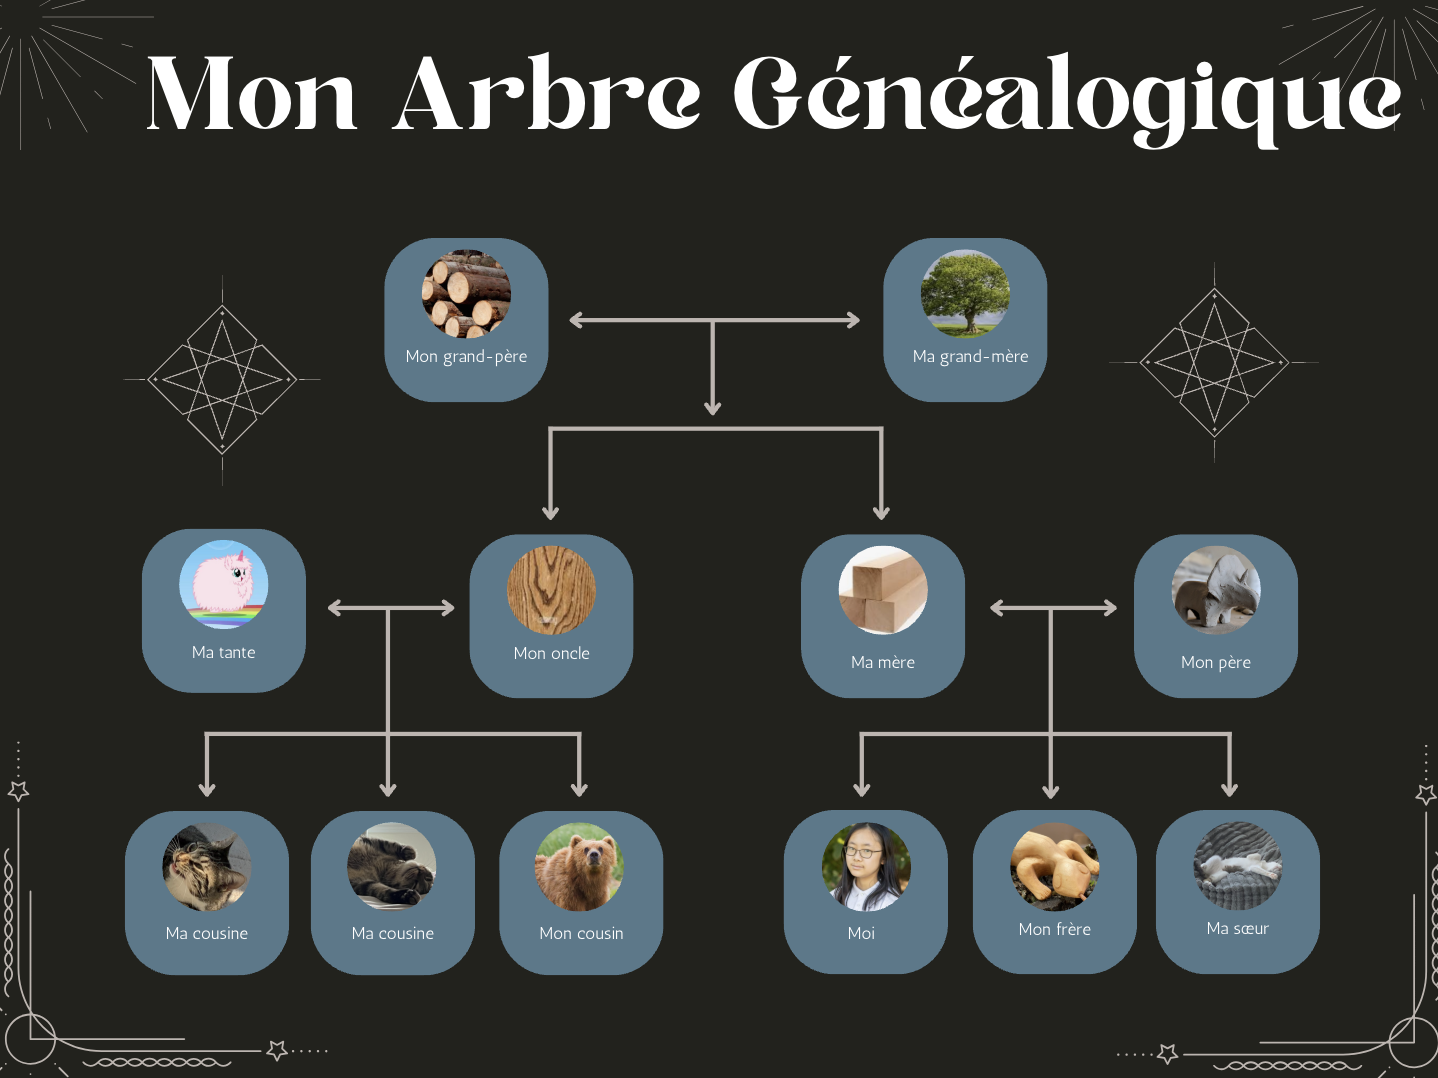 Mon Arbre Généalogique
Mon grand-père
Ma grand-mère
Ma tante
Mon oncle
Ma mère
Mon père
Ma cousine
Ma cousine
Mon cousin
Moi
Mon frère
Ma sœur